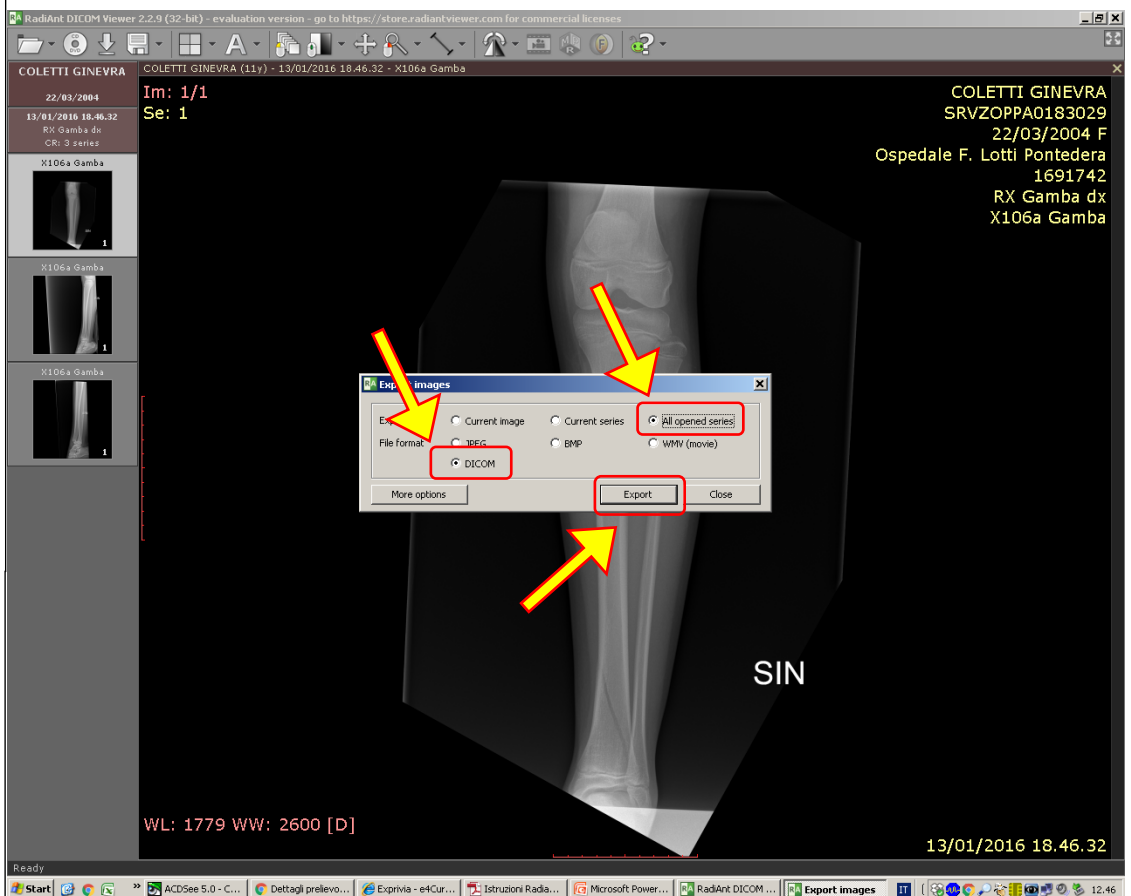 RadiAnt DICOM Viewer 2.2.9 (32-bit) - evaluation version - go to https://store.radiantviewer.com for commercial licenses
COLETTI GINEVRA
22/03/2004
13/01/2016 18.46.32
RX Gamba dx
CR: 3 series
X106a Gamba
1
X106a Gamba
1
X106a Gamba
1
COLETTI GINEVRA (11y) - 13/01/2016 18.46.32 - X106a Gamba
Im: 1/1
Se: 1
COLETTI GINEVRA
SRVZOPPA0183029
22/03/2004 F
Ospedale F. Lotti Pontedera
1691742
RX Gamba dx
X106a Gamba
Export images
Current image Current series All opened series
File format JPEG BMP WMV (movie)
DICOM
More options Export Close
SIN
WL: 1779 WW: 2600 [D]
13/01/2016 18.46.32
Ready
Start ACDSee 5.0 - C... Dettagli prelievo... Exprivia - e4Cur... Istruzioni Radia... Microsoft Power... RadiAnt DICOM ... Export images IT 12.46